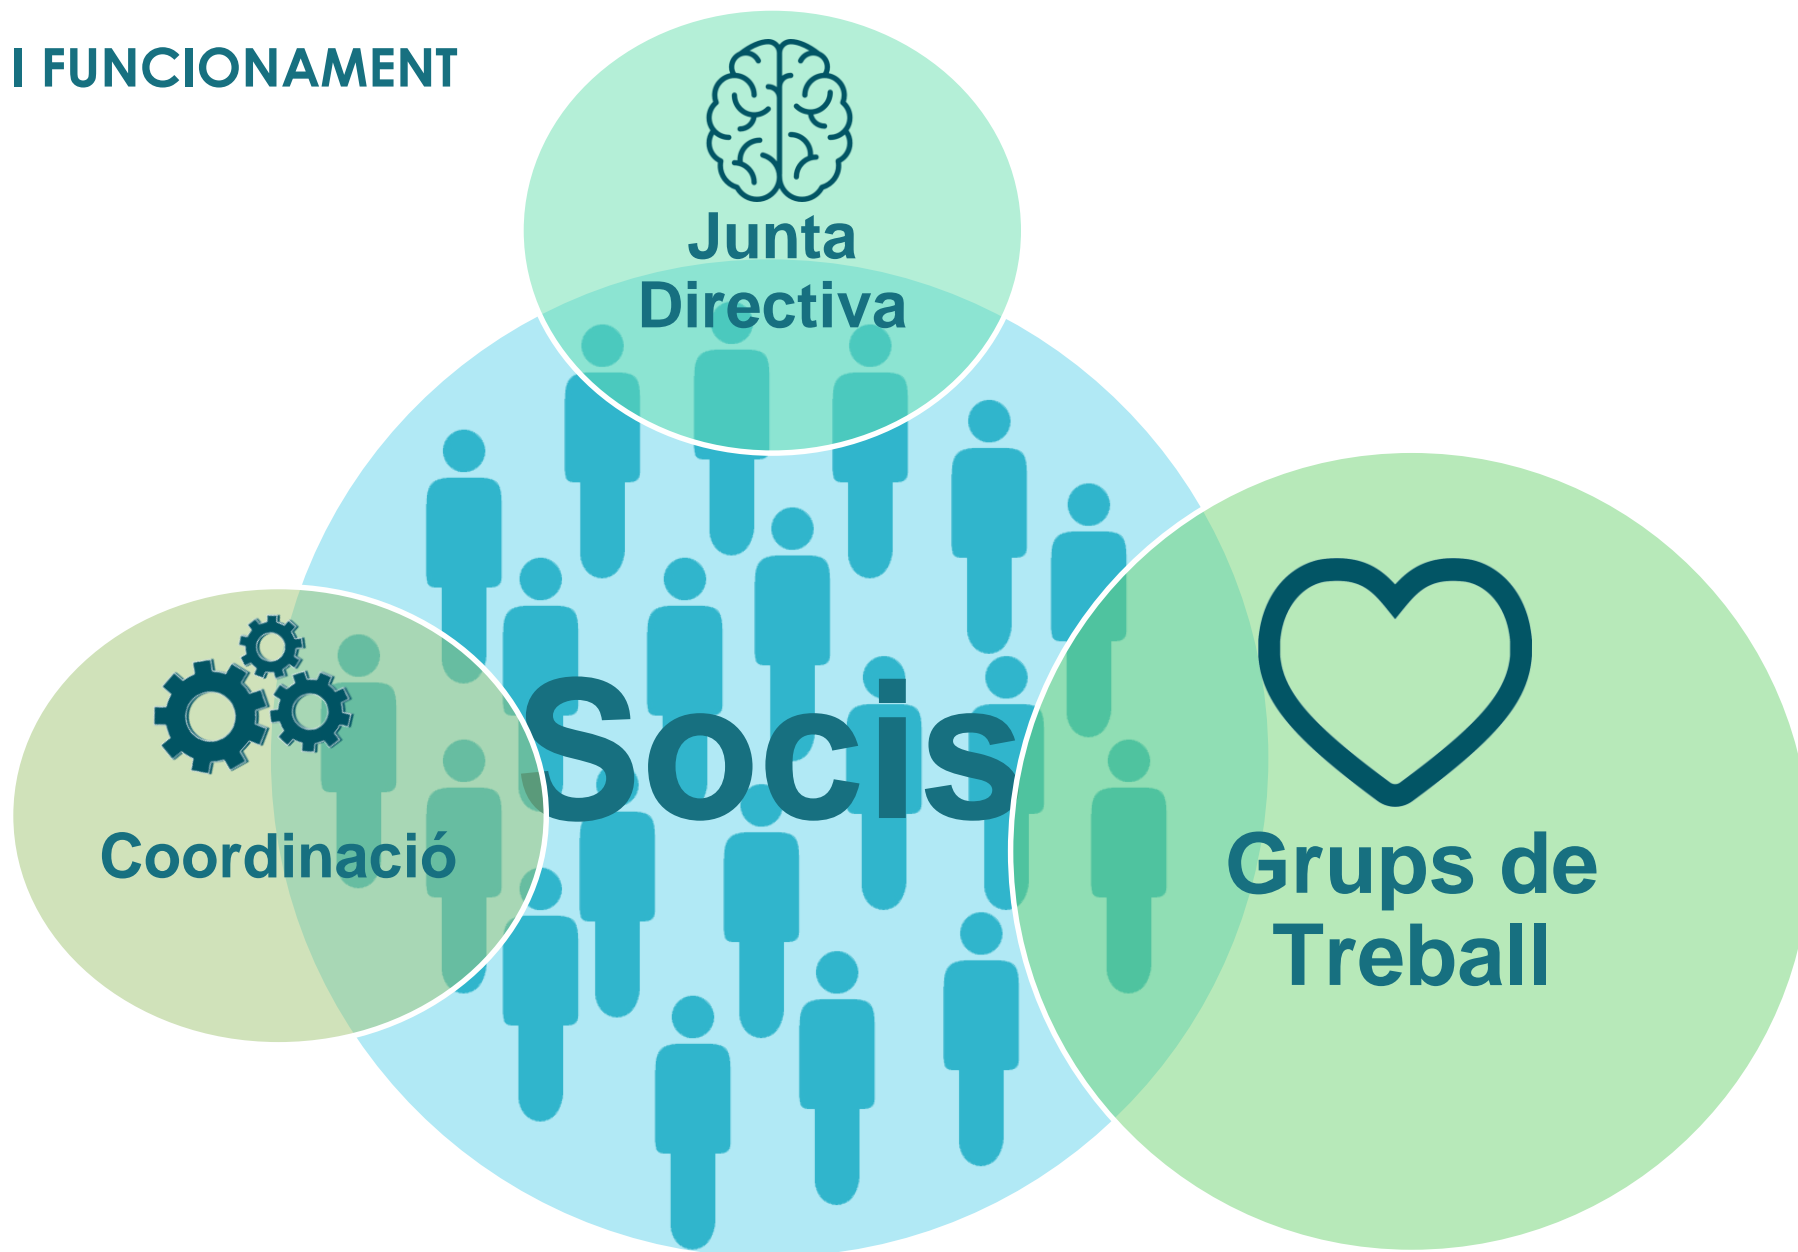 I FUNCIONAMENT
Junta
Directiva
Socis
Coordinació
Grups de
Treball